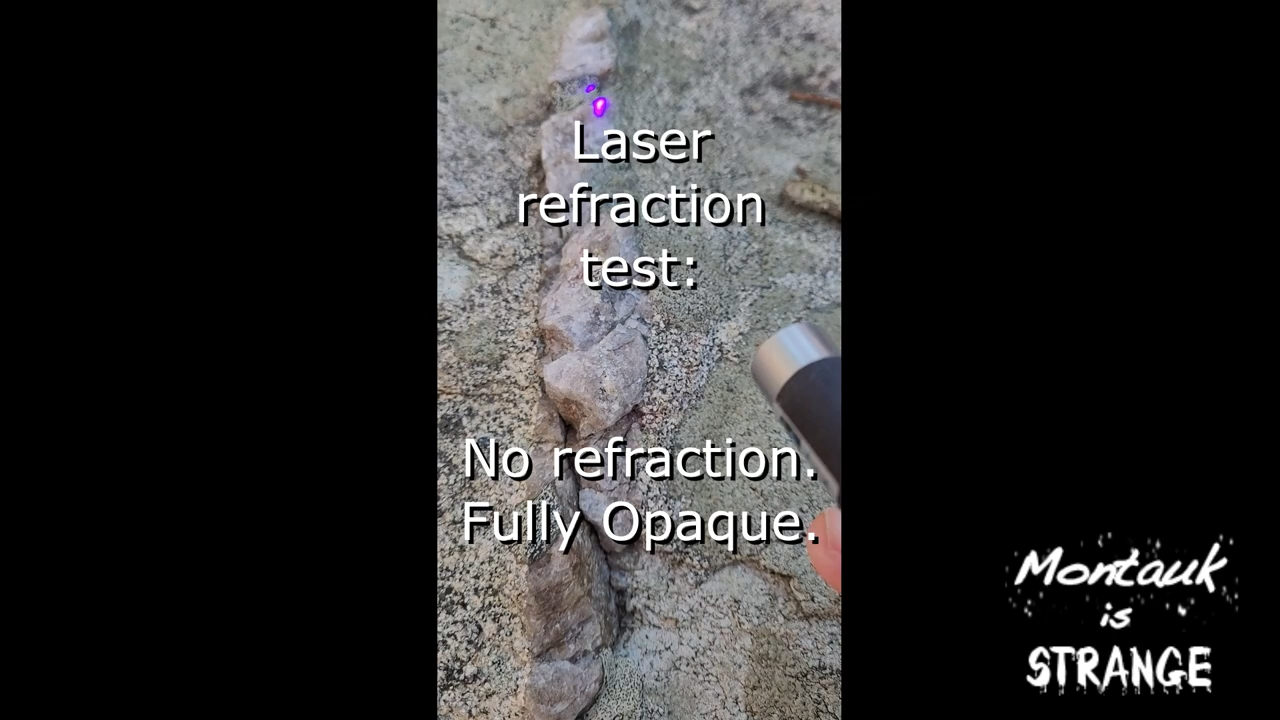 Laser
refraction
test:
No refraction.
Fully Opaque.
Montauk
is
STRANGE